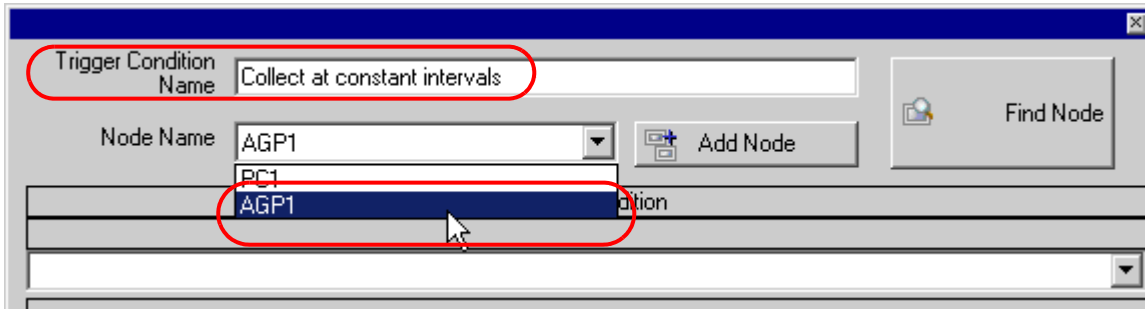 Trigger Condition
Name
Collect at constant intervals
Find Node
Node Name
AGP1
Add Node
PC1
AGP1
dition